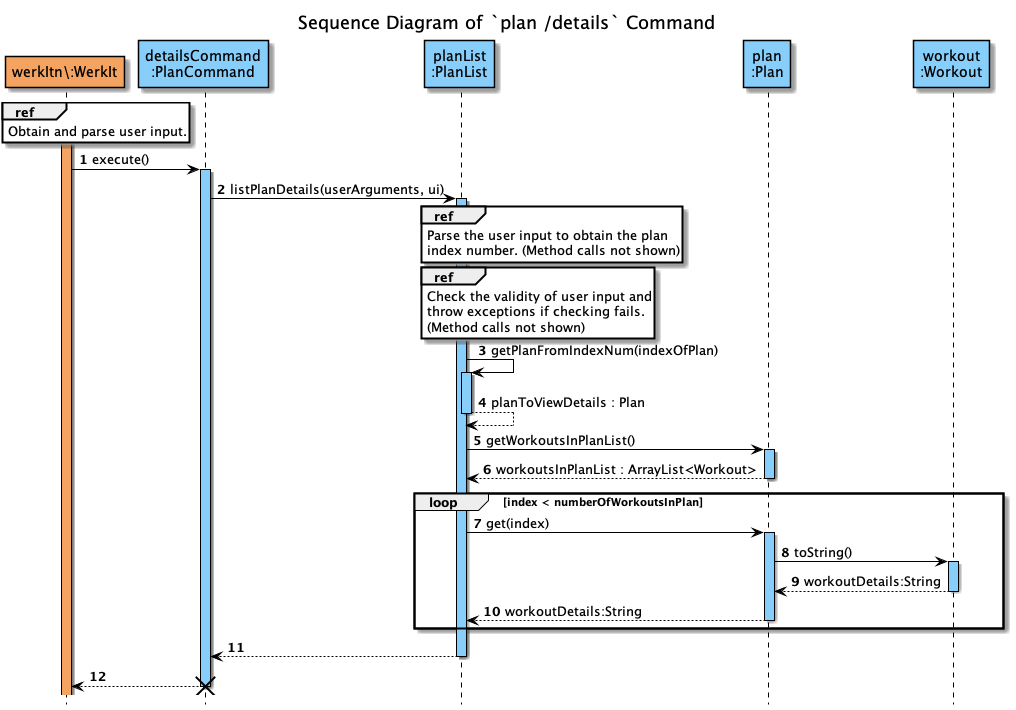 Sequence Diagram of `plan /details` Command
werkItn\:WerkIt
detailsCommand
:PlanCommand
planList
:PlanList
plan
:Plan
workout
:Workout
ref
Obtain and parse user input.
1 execute()
2 listPlanDetails(userArguments, ui)
ref
Parse the user input to obtain the plan
index number. (Method calls not shown)
ref
Check the validity of user input and
throw exceptions if checking fails.
(Method calls not shown)
3 getPlanFromIndexNum(indexOfPlan)
4 planToViewDetails : Plan
5 getWorkoutsInPlanList()
6 workoutsInPlanList : ArrayList<Workout>
loop [index < numberOfWorkoutsInPlan]
7 get(index)
8 toString()
9 workoutDetails:String
10 workoutDetails:String
11
12